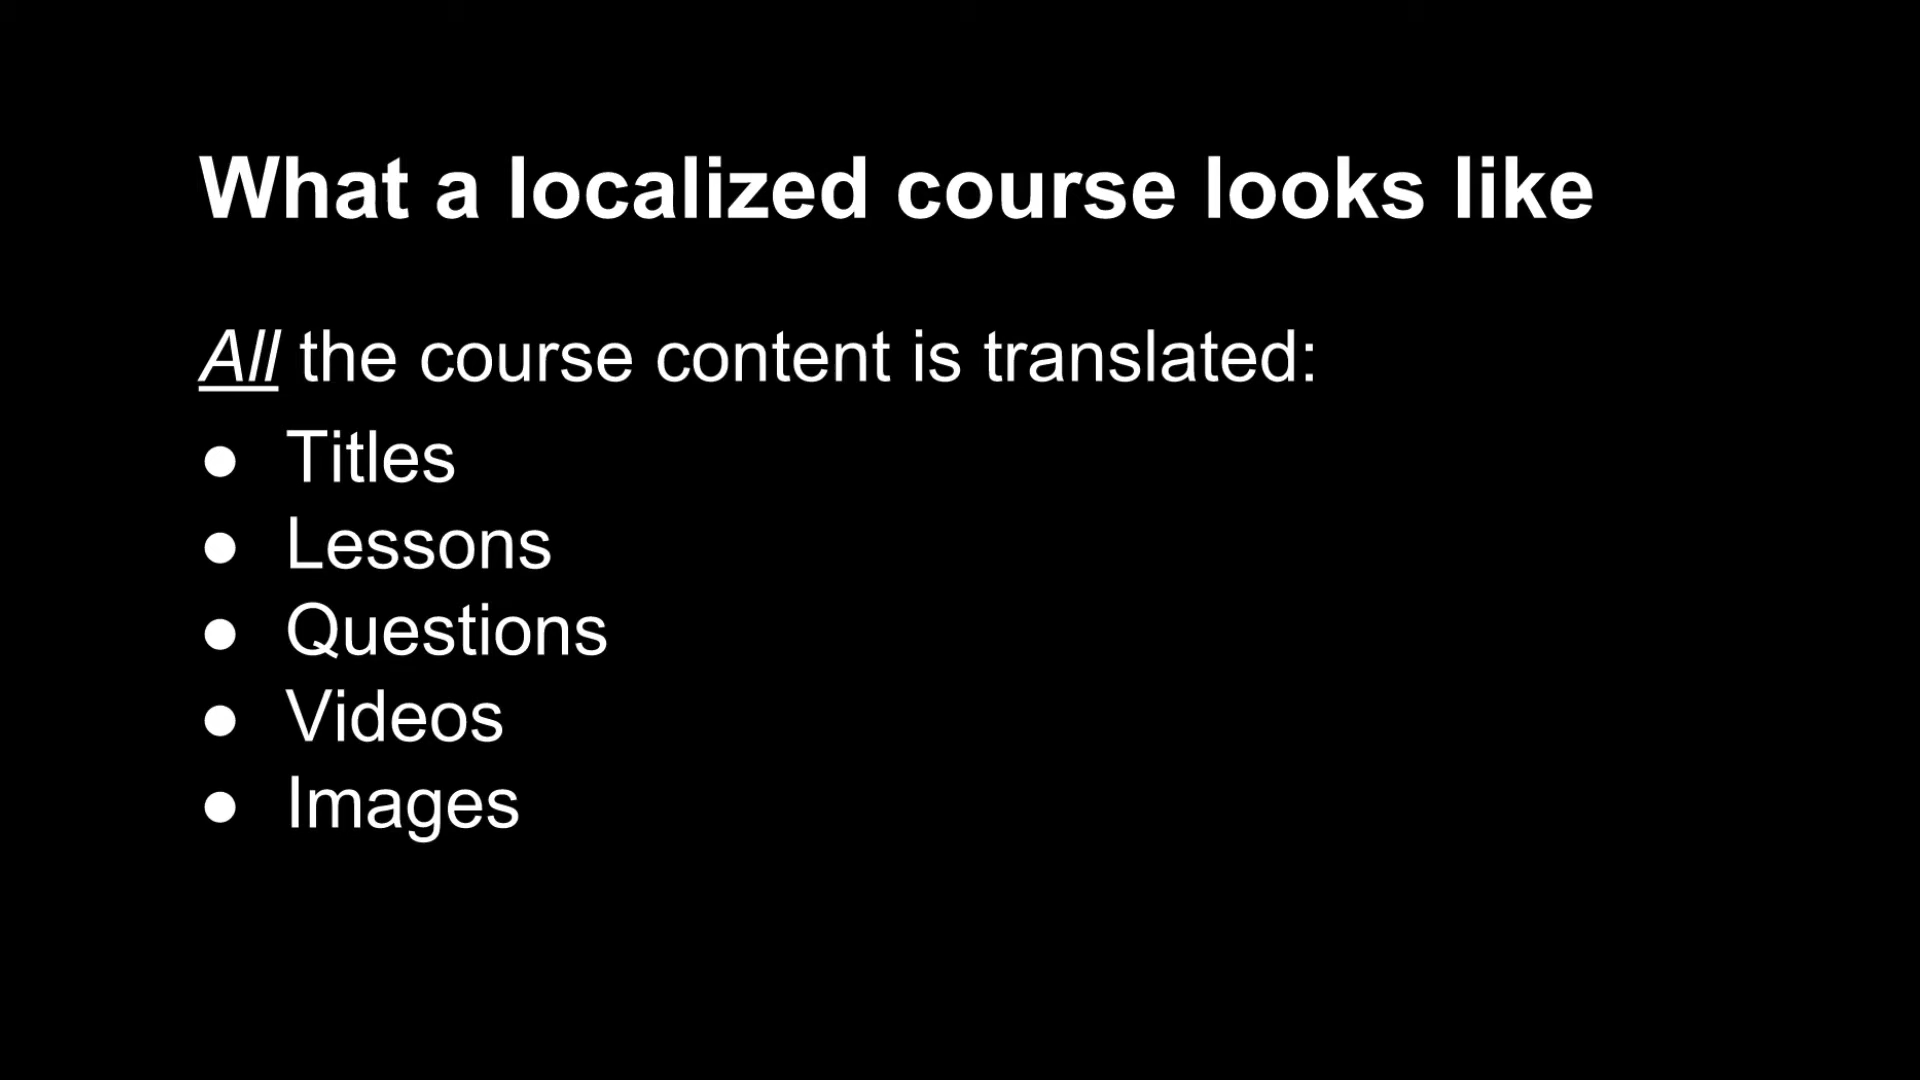 What a localized course looks like
All the course content is translated:
● Titles
● Lessons
● Questions
● Videos
● Images